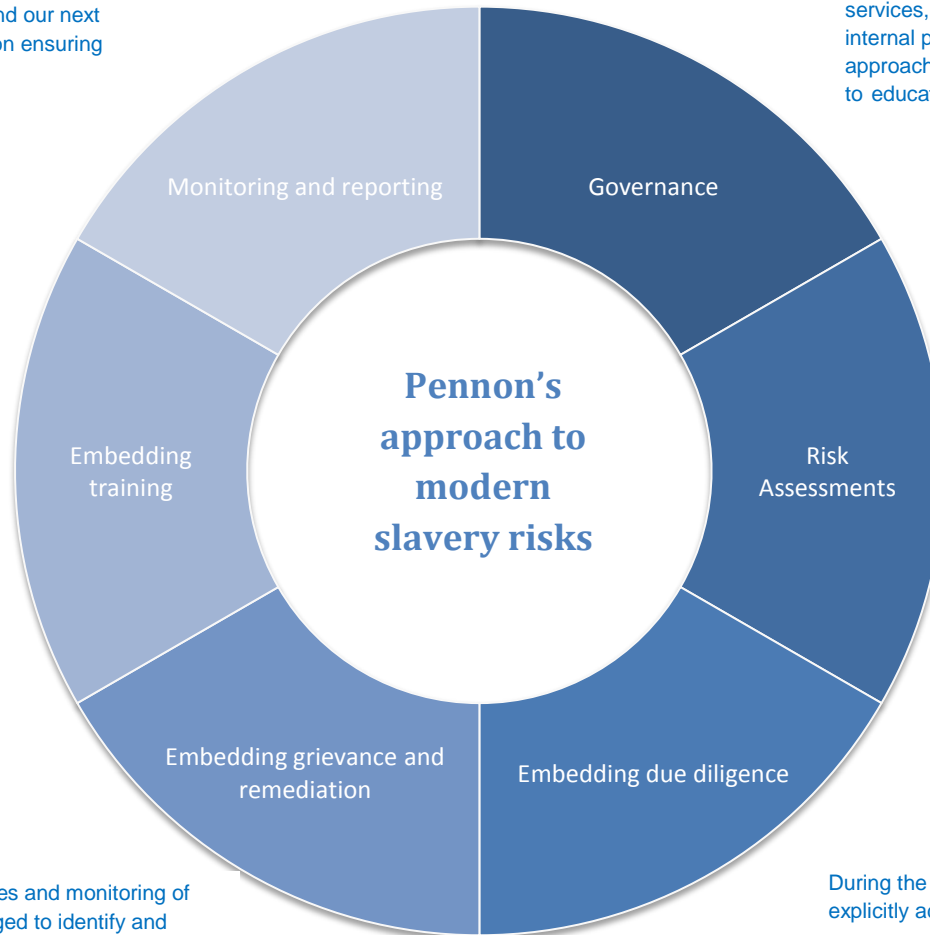 nd our next
on ensuring
services,
internal p
approach
to educa
Monitoring and reporting
Governance
Pennon's
approach to
modern
slavery risks
Embedding
training
Risk
Assessments
Embedding grievance and
remediation
Embedding due diligence
es and monitoring of
ged to identify and
During the
explicitly a